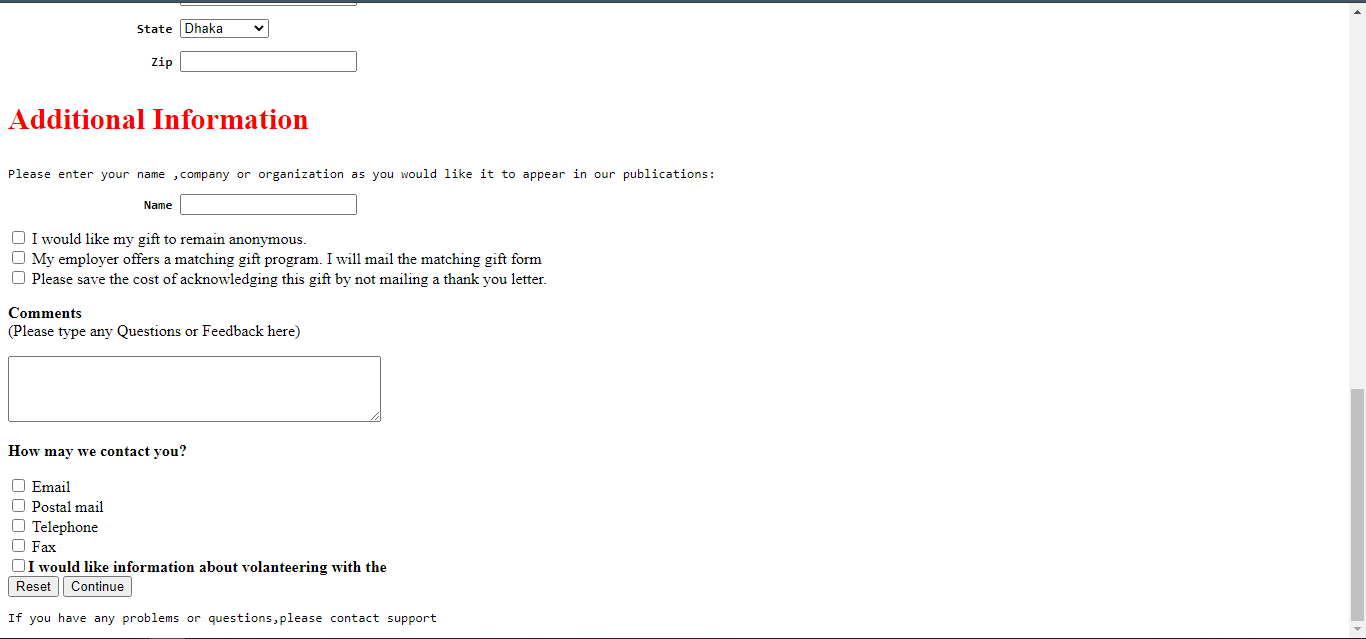 State Dhaka
Zip
Additional Information
Please enter your name ,company or organization as you would like it to appear in our publications:
Name
I would like my gift to remain anonymous.
My employer offers a matching gift program. I will mail the matching gift form
Please save the cost of acknowledging this gift by not mailing a thank you letter.
Comments
(Please type any Questions or Feedback here)
How may we contact you?
Email
Postal mail
Telephone
Fax
I would like information about volanteering with the
Reset Continue
If you have any problems or questions,please contact support